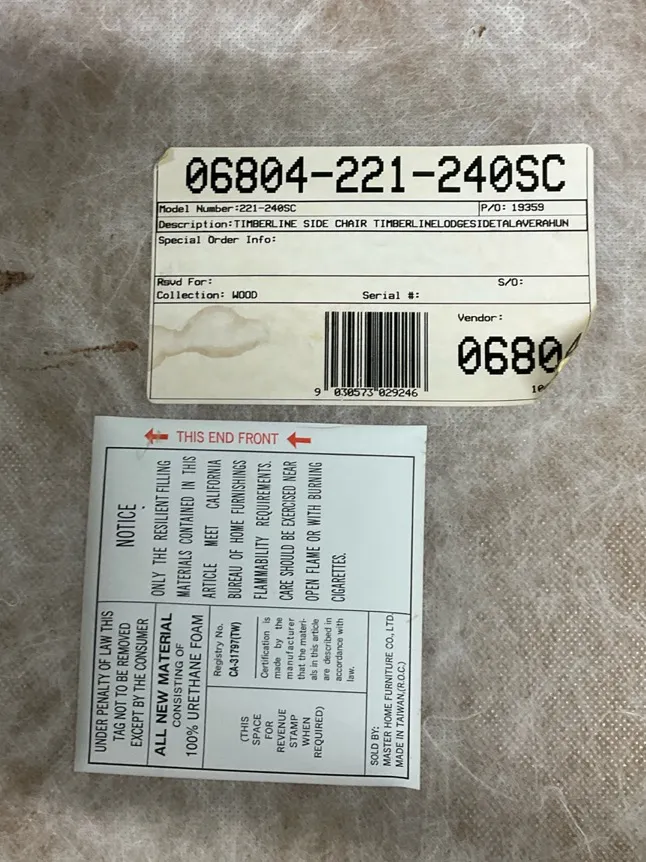 06804-221-240SC
Model Number:221-240SC P/O: 19359
Description:TIMBERLINE SIDE CHAIR TIMBERLINELODGESIDETALAVERAHUN
Special Order Info:
Rsvd For: S/O:
Collection: WOOD Serial #:
Vendor:
0680
9 030573 029246
10
THIS END FRONT
NOTICE
ONLY THE RESILIENT FILLING
MATERIALS CONTAINED IN THIS
ARTICLE MEET CALIFORNIA
BUREAU OF HOME FURNISHINGS
FLAMMABILITY REQUIREMENTS.
CARE SHOULD BE EXERCISED NEAR
OPEN FLAME OR WITH BURNING
CIGARETTES.
UNDER PENALTY OF LAW THIS
TAG NOT TO BE REMOVED
EXCEPT BY THE CONSUMER
ALL NEW MATERIAL
CONSISTING OF
100% URETHANE FOAM
Registry No.
CA-31797(TW)
Certification is
made by the
manufacturer
that the materi-
als in this article
are described in
accordance with
law.
(THIS
SPACE
FOR
REVENUE
STAMP
WHEN
REQUIRED)
SOLD BY:
MASTER HOME FURNITURE CO., LTD.
MADE IN TAIWAN,(R.O.C.)